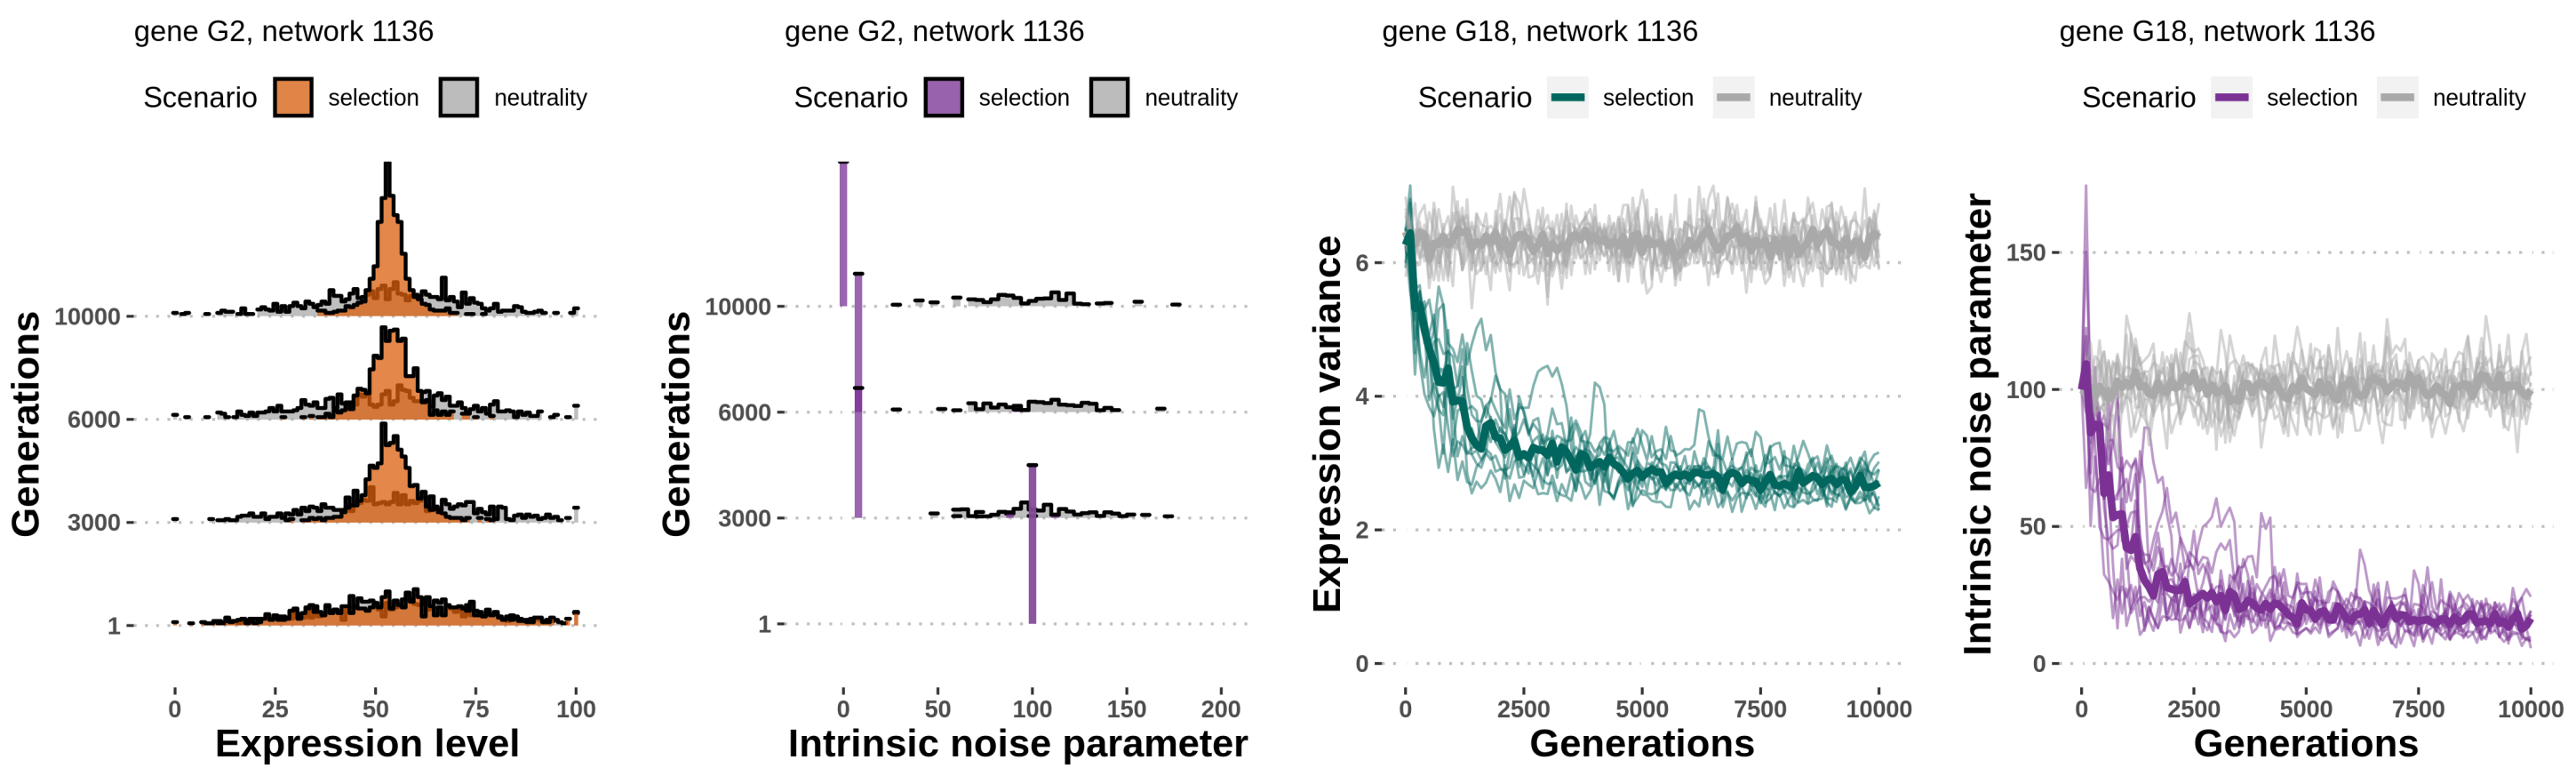 gene G2, network 1136
Scenario selection neutrality
Generations
10000
6000
3000
1
0 25 50 75 100
Expression level
gene G2, network 1136
Scenario selection neutrality
Generations
10000
6000
3000
1
0 50 100 150 200
Intrinsic noise parameter
gene G18, network 1136
Scenario selection neutrality
Expression variance
6
4
2
0
0 2500 5000 7500 10000
Generations
gene G18, network 1136
Scenario selection neutrality
Intrinsic noise parameter
150
100
50
0
0 2500 5000 7500 10000
Generations